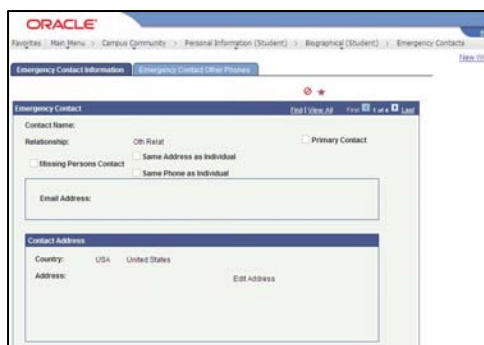 ORACLE
Favorites Main Menu > Campus Community > Personal Information (Student) > Biographical (Student) > Emergency Contacts
New Wi
Emergency Contact Information Emergency Contact Other Phones
Emergency Contact Find | View All First 1 of 4 Last
Contact Name:
Relationship: Oth Relat Primary Contact
Same Address as Individual
Missing Persons Contact
Same Phone as Individual
Email Address:
Contact Address
Country: USA United States
Address: Edit Address